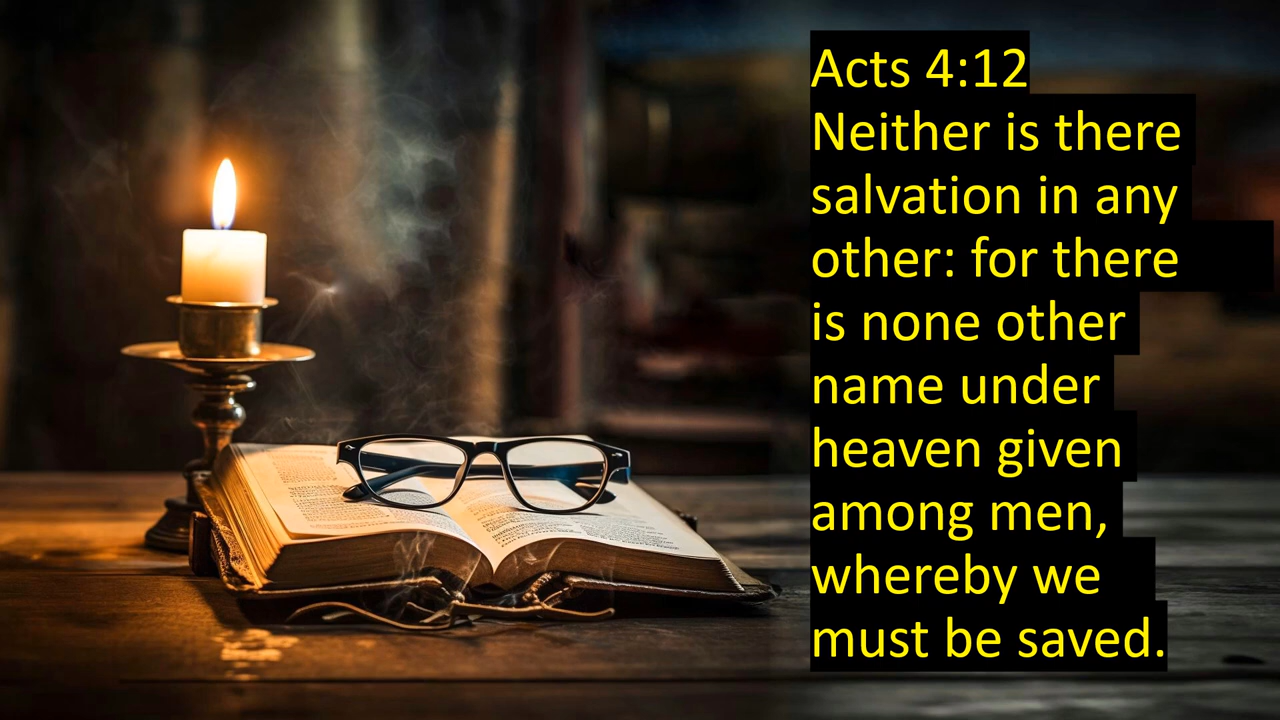 Acts 4:12
Neither is there
salvation in any
other: for there
is none other
name under
heaven given
among men,
whereby we
must be saved.